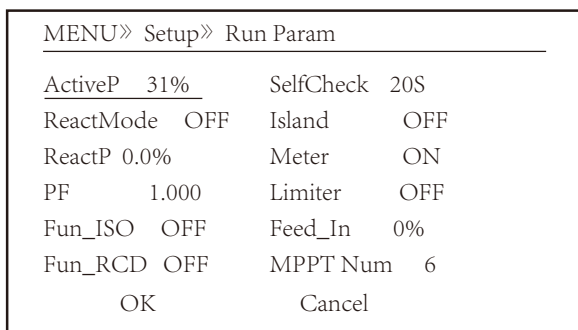 MENU» Setup» Run Param
ActiveP 31% SelfCheck 20S
ReactMode OFF Island OFF
ReactP 0.0% Meter ON
PF 1.000 Limiter OFF
Fun_ISO OFF Feed_In 0%
Fun_RCD OFF MPPT Num 6
OK Cancel